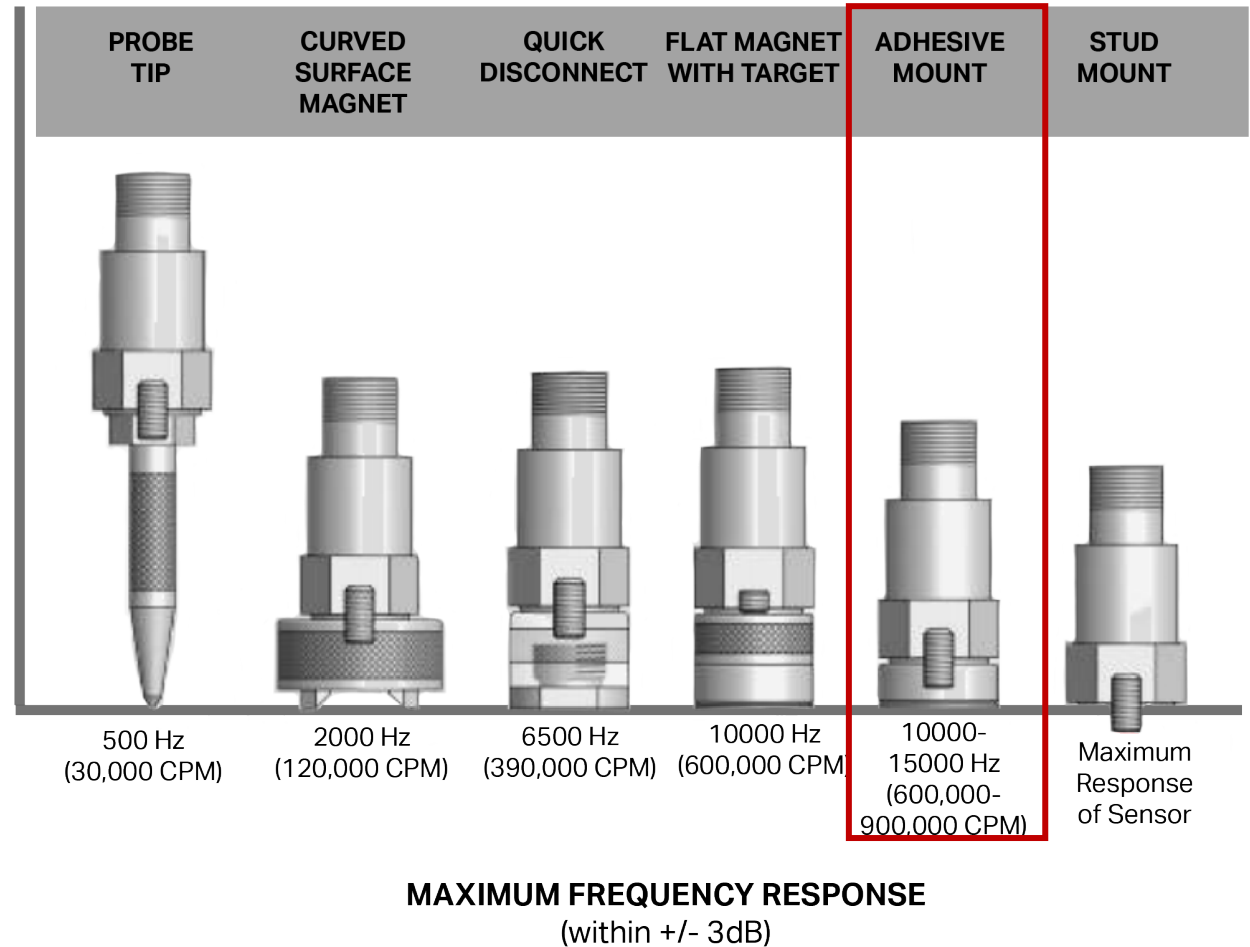 PROBE
TIP
CURVED
SURFACE
MAGNET
QUICK
DISCONNECT
FLAT MAGNET
WITH TARGET
ADHESIVE
MOUNT
STUD
MOUNT
500 Hz
(30,000 CPM)
2000 Hz
(120,000 CPM)
6500 Hz
(390,000 CPM)
10000 Hz
(600,000 CPM)
10000-
15000 Hz
(600,000-
900,000 CPM)
Maximum
Response
of Sensor
MAXIMUM FREQUENCY RESPONSE
(within +/- 3dB)